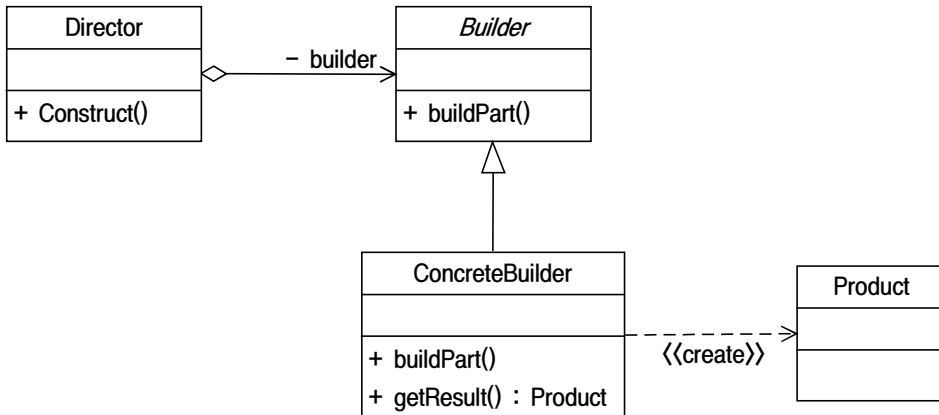 Director
+ Construct()
− builder
Builder
+ buildPart()
ConcreteBuilder
+ buildPart()
+ getResult() : Product
<<create>>
Product